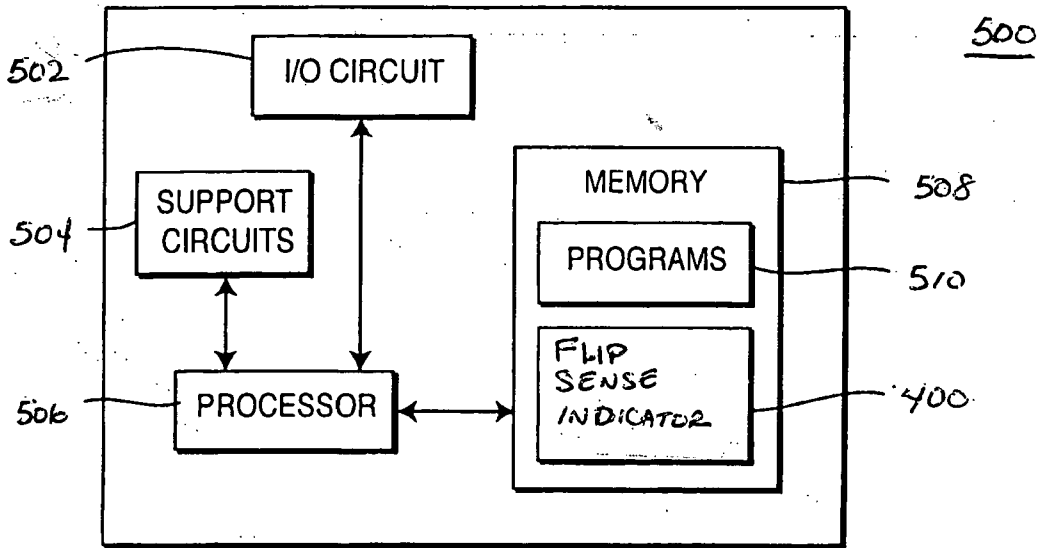 500
502
I/O CIRCUIT
504
SUPPORT
CIRCUITS
506
PROCESSOR
MEMORY
508
PROGRAMS
510
FLIP
SENSE
INDICATOR
400